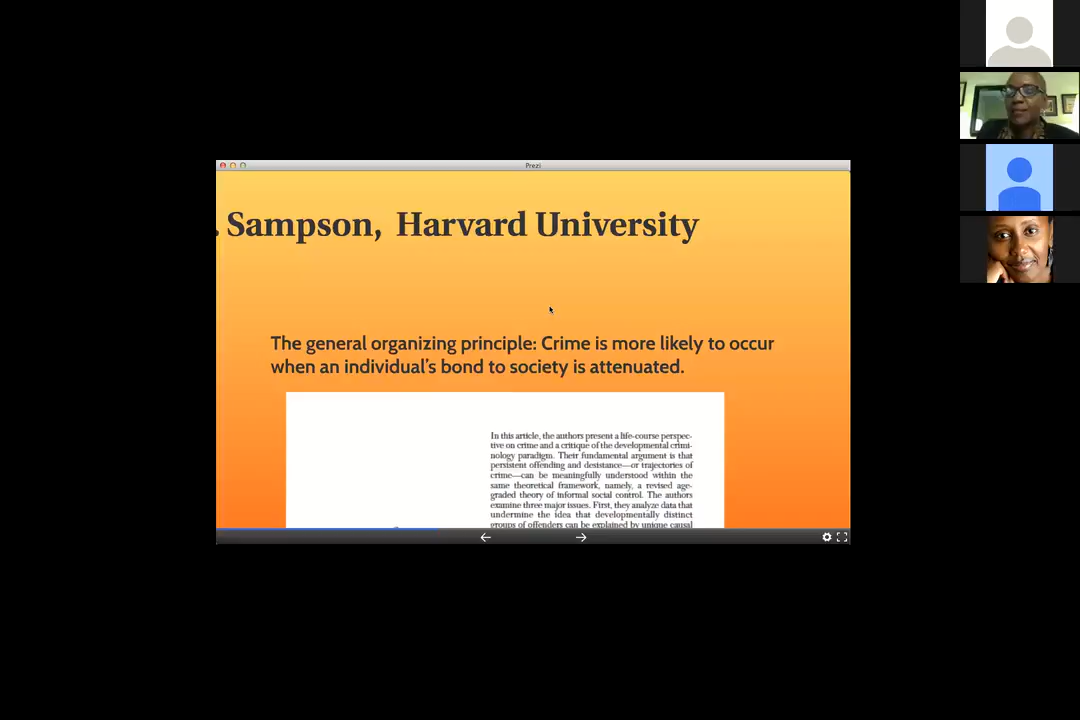 Prezi
. Sampson, Harvard University
The general organizing principle: Crime is more likely to occur
when an individual's bond to society is attenuated.
In this article, the authors present a life-course perspec-
tive on crime and a critique of the developmental crimi-
nology paradigm. Their fundamental argument is that
persistent offending and desistance—or trajectories of
crime—can be meaningfully understood within the
same theoretical framework, namely, a revised age-
graded theory of informal social control. The authors
examine three major issues. First, they analyze data that
undermine the idea that developmentally distinct
groups of offenders can be explained by unique causal